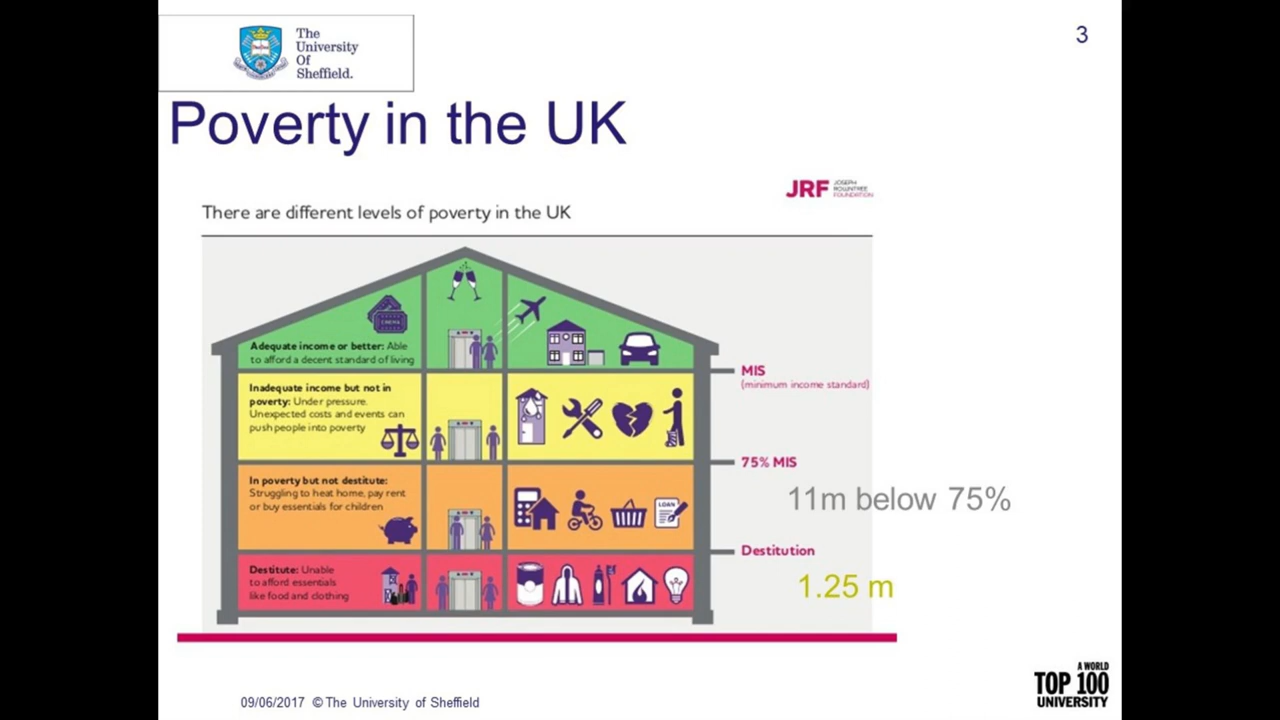 The
University
Of
Sheffield.
3
Poverty in the UK
JRF
JOSEPH
ROWNTREE
FOUNDATION
There are different levels of poverty in the UK
CINEMA
Adequate income or better: Able
to afford a decent standard of living
MIS
(minimum income standard)
Inadequate income but not in
poverty: Under pressure.
Unexpected costs and events can
push people into poverty
75% MIS
In poverty but not destitute:
Struggling to heat home, pay rent
or buy essentials for children
LOAN
11m below 75%
Destitution
Destitute: Unable
to afford essentials
like food and clothing
1.25 m
09/06/2017 © The University of Sheffield
A WORLD
TOP 100
UNIVERSITY